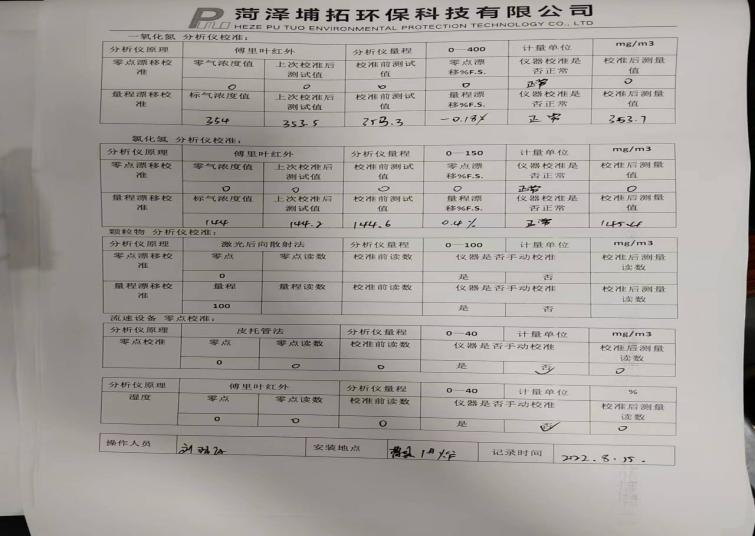 菏泽埔拓环保科技有限公司
HEZE PU TUO ENVIRONMENTAL PROTECTION TECHNOLOGY CO., LTD
一氧化氮 分析仪校准:
分析仪原理 傅里叶红外 分析仪量程 0—400 计量单位 mg/m3
零点漂移校准 零气浓度值 上次校准后测试值 校准前测试值 零点漂移%F.S. 仪器校准是否正常 校准后测量值
0 0 0 0 正常 0
量程漂移校准 标气浓度值 上次校准后测试值 校准前测试值 量程漂移%F.S. 仪器校准是否正常 校准后测量值
354 353.5 353.3 -0.18% 正常 353.7
氯化氢 分析仪校准:
分析仪原理 傅里叶红外 分析仪量程 0—150 计量单位 mg/m3
零点漂移校准 零气浓度值 上次校准后测试值 校准前测试值 零点漂移%F.S. 仪器校准是否正常 校准后测量值
0 0 0 0 正常 0
量程漂移校准 标气浓度值 上次校准后测试值 校准前测试值 量程漂移%F.S. 仪器校准是否正常 校准后测量值
144 144.2 144.6 0.4% 正常 145.4
颗粒物 分析仪校准:
分析仪原理 激光后向散射法 分析仪量程 0—100 计量单位 mg/m3
零点漂移校准 零点 零点读数 校准前读数 仪器是否手动校准 校准后测量读数
0 是 否
量程漂移校准 量程 量程读数 校准前读数 仪器是否手动校准 校准后测量读数
100 是 否
流速设备 零点校准:
分析仪原理 皮托管法 分析仪量程 0—40 计量单位 mg/m3
零点校准 零点 零点读数 校准前读数 仪器是否手动校准 校准后测量读数
0 0 0 是 否 0
分析仪原理 傅里叶红外 分析仪量程 0—40 计量单位 %
湿度 零点 零点读数 校准前读数 仪器是否手动校准 校准后测量读数
0 0 0 是 否 0
操作人员 安装地点 记录时间 2022.8.25.